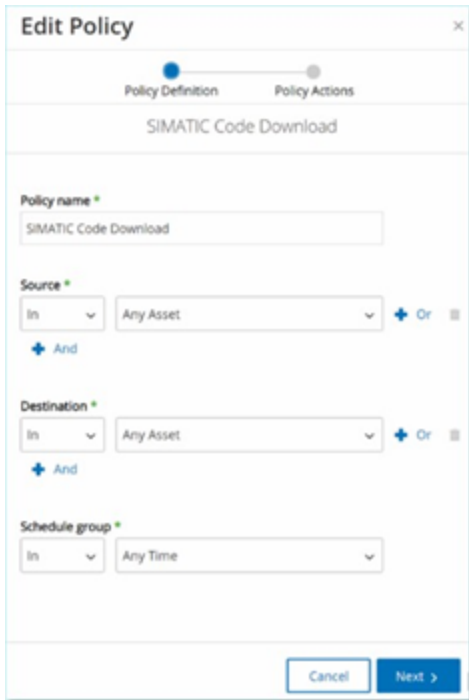 Edit Policy
Policy Definition Policy Actions
SIMATIC Code Download
Policy name *
SIMATIC Code Download
Source *
In Any Asset + Or
+ And
Destination *
In Any Asset + Or
+ And
Schedule group *
In Any Time
Cancel Next >